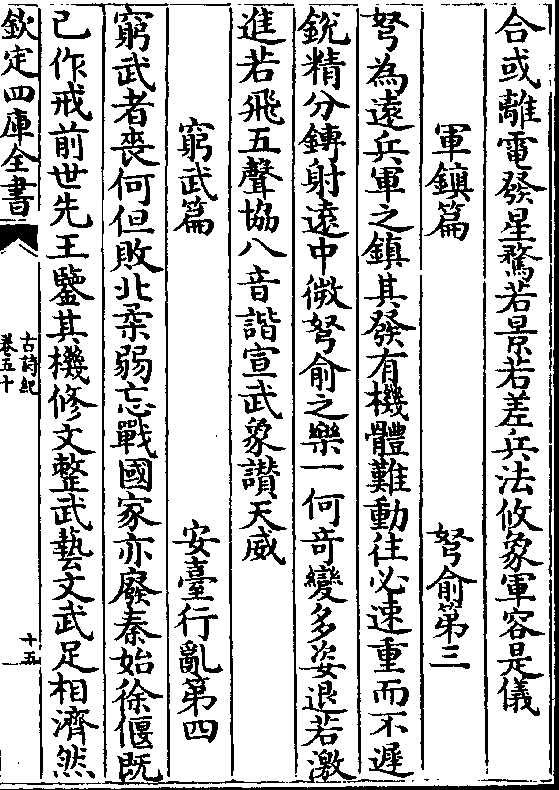 合或離電發星騖若景若差兵法攸象軍容是儀
軍鎮篇 弩俞第三
弩為遠兵軍之鎮其發有機體難動往必速重而不遲
銳精分鎛射遠中微弩俞之樂一何奇變多姿退若激
進若飛五聲協八音諧宣武象讚天威
窮武篇 安臺行亂第四
窮武者喪何但敗北柔弱忘戰國家亦廢秦始徐偃既
已作戒前世先王鑒其機修文整武藝文武足相濟然
欽定四庫全書
古詩紀
卷五十
十五